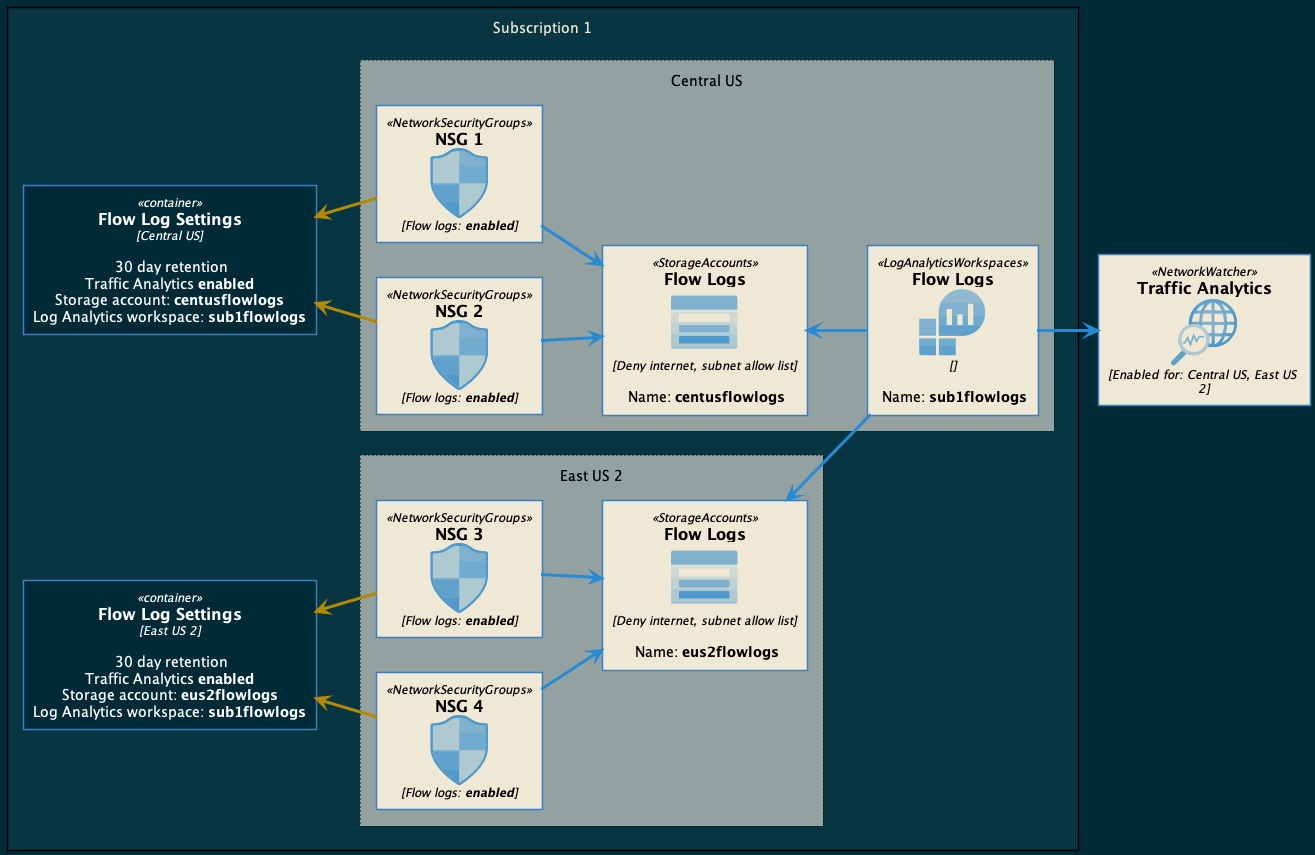 Subscription 1
Central US
«NetworkSecurityGroups»
NSG 1
[Flow logs: enabled]
«container»
Flow Log Settings
[Central US]
30 day retention
Traffic Analytics enabled
Storage account: centusflowlogs
Log Analytics workspace: sub1flowlogs
«NetworkSecurityGroups»
NSG 2
[Flow logs: enabled]
«StorageAccounts»
Flow Logs
[Deny internet, subnet allow list]
Name: centusflowlogs
«LogAnalyticsWorkspaces»
Flow Logs
[]
Name: sub1flowlogs
«NetworkWatcher»
Traffic Analytics
[Enabled for: Central US, East US
2]
East US 2
«NetworkSecurityGroups»
NSG 3
[Flow logs: enabled]
«StorageAccounts»
Flow Logs
[Deny internet, subnet allow list]
Name: eus2flowlogs
«container»
Flow Log Settings
[East US 2]
30 day retention
Traffic Analytics enabled
Storage account: eus2flowlogs
Log Analytics workspace: sub1flowlogs
«NetworkSecurityGroups»
NSG 4
[Flow logs: enabled]